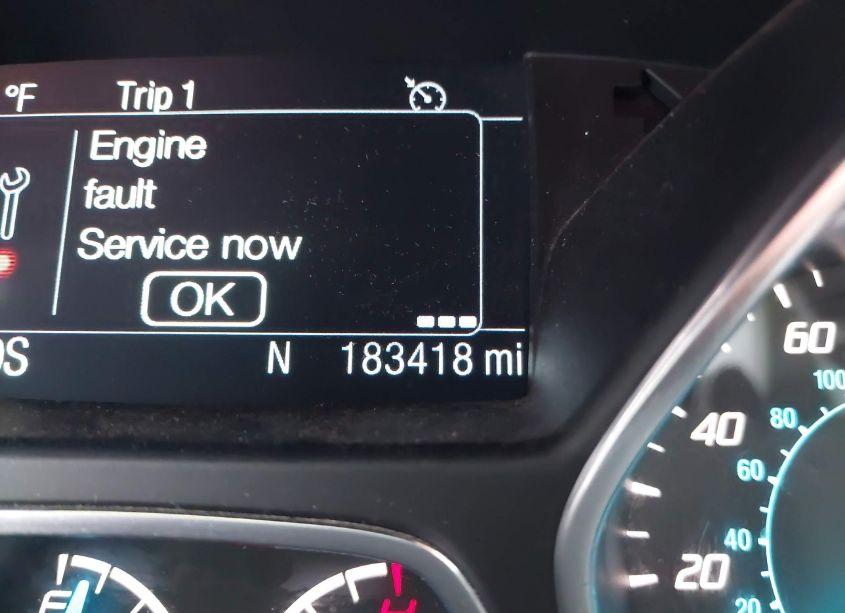 °F Trip 1
Engine
fault
Service now
OK
N 183418 mi
60
100
40
80
60
20
40
20
E
H